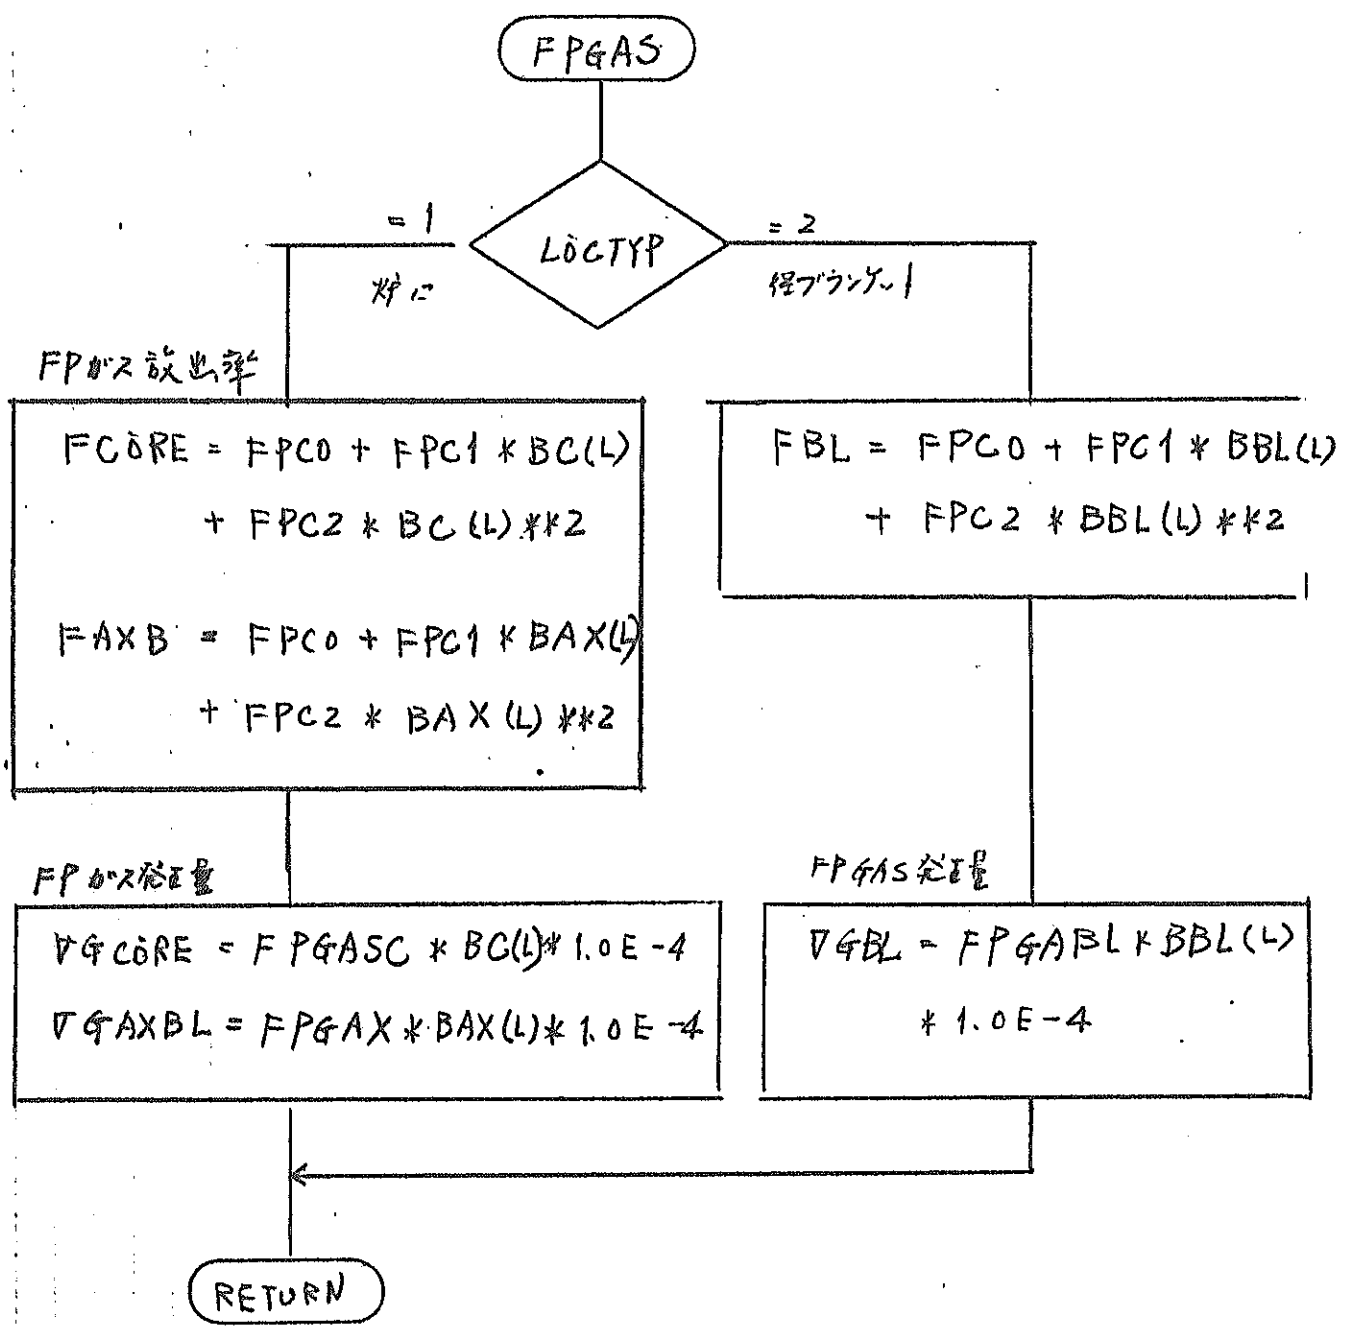 FPGAS
LOCTYP
= 1
炉心
= 2
径ブランケット
FPガス放出率
FCORE = FPC0 + FPC1 * BC(L)
+ FPC2 * BC(L) **2
FAXB = FPC0 + FPC1 * BAX(L)
+ FPC2 * BAX(L) **2
FBL = FPC0 + FPC1 * BBL(L)
+ FPC2 * BBL(L) **2
FPガス発生量
VGCORE = FPGASC * BC(L) * 1.0E-4
VGAXBL = FPGAX * BAX(L) * 1.0E-4
FPGAS発生量
VGBL = FPGABL * BBL(L)
* 1.0E-4
RETURN